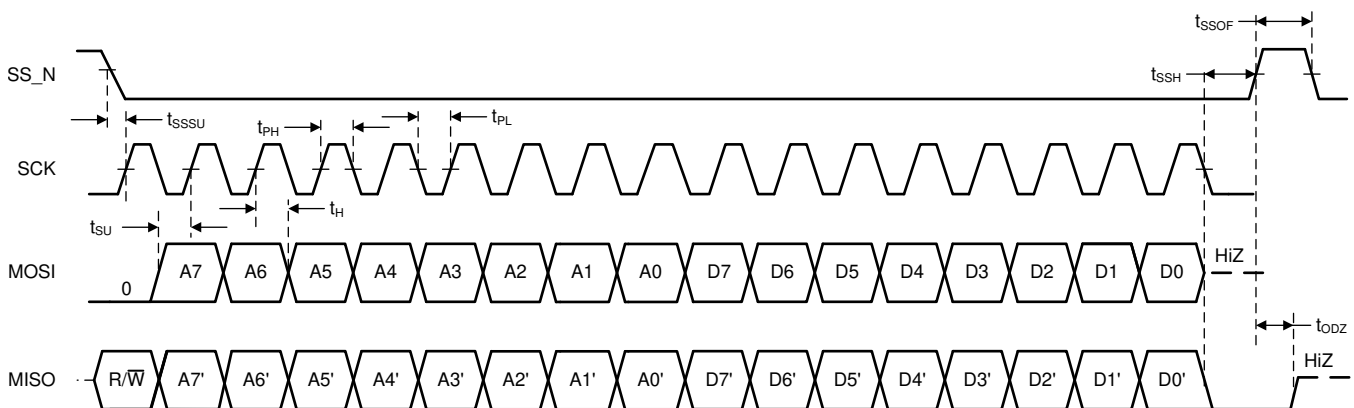 tSSOF
SS_N
tSSH
tSSSU
tPH
tPL
SCK
tH
tSU
MOSI 0 A7 A6 A5 A4 A3 A2 A1 A0 D7 D6 D5 D4 D3 D2 D1 D0 HiZ
tODZ
MISO R/W̅ A7' A6' A5' A4' A3' A2' A1' A0' D7' D6' D5' D4' D3' D2' D1' D0' HiZ